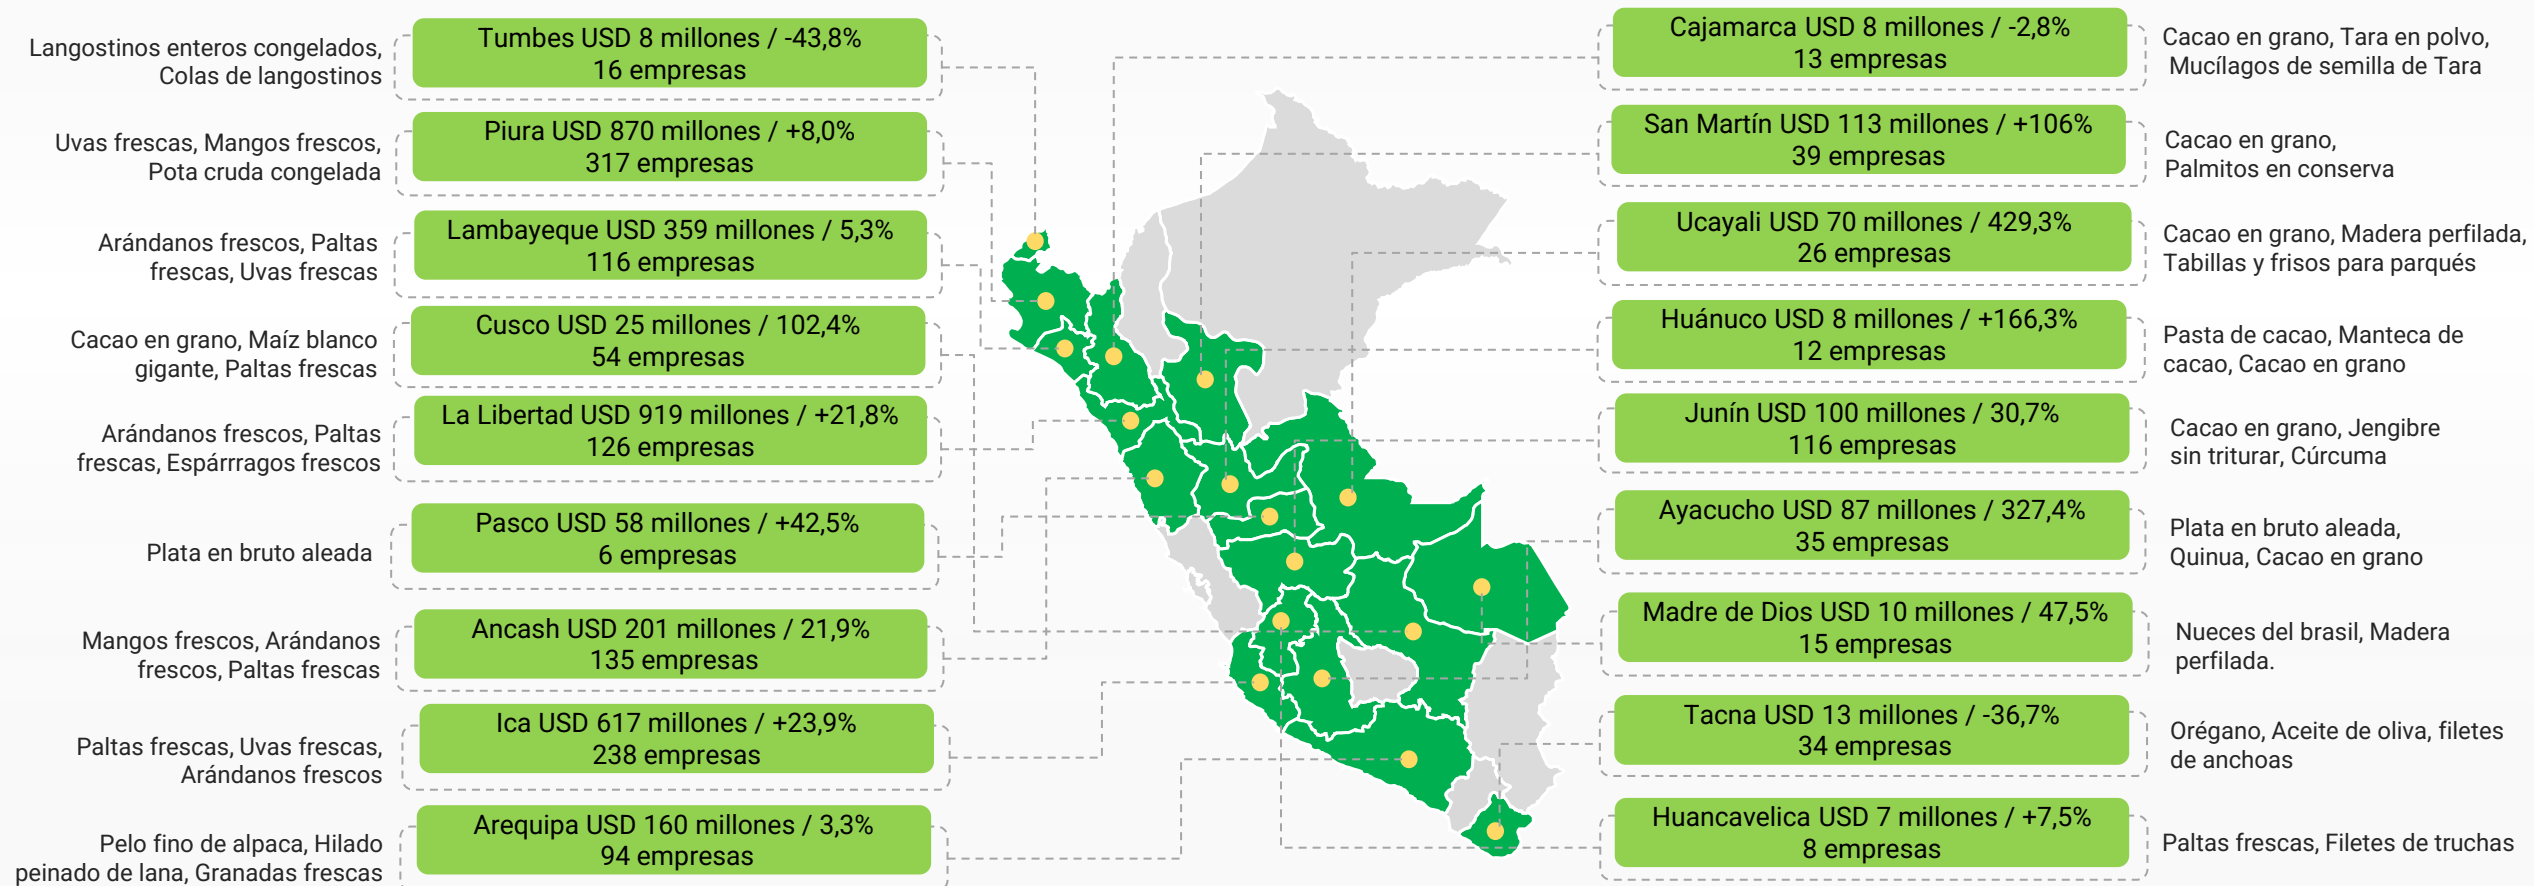 Langostinos enteros congelados,
Colas de langostinos
Tumbes USD 8 millones / -43,8%
16 empresas
Uvas frescas, Mangos frescos,
Pota cruda congelada
Piura USD 870 millones / +8,0%
317 empresas
Arándanos frescos, Paltas
frescas, Uvas frescas
Lambayeque USD 359 millones / 5,3%
116 empresas
Cacao en grano, Maíz blanco
gigante, Paltas frescas
Cusco USD 25 millones / 102,4%
54 empresas
Arándanos frescos, Paltas
frescas, Espárrragos frescos
La Libertad USD 919 millones / +21,8%
126 empresas
Plata en bruto aleada
Pasco USD 58 millones / +42,5%
6 empresas
Mangos frescos, Arándanos
frescos, Paltas frescas
Ancash USD 201 millones / 21,9%
135 empresas
Paltas frescas, Uvas frescas,
Arándanos frescos
Ica USD 617 millones / +23,9%
238 empresas
Pelo fino de alpaca, Hilado
peinado de lana, Granadas frescas
Arequipa USD 160 millones / 3,3%
94 empresas
Cajamarca USD 8 millones / -2,8%
13 empresas
Cacao en grano, Tara en polvo,
Mucílagos de semilla de Tara
San Martín USD 113 millones / +106%
39 empresas
Cacao en grano,
Palmitos en conserva
Ucayali USD 70 millones / 429,3%
26 empresas
Cacao en grano, Madera perfilada,
Tabillas y frisos para parqués
Huánuco USD 8 millones / +166,3%
12 empresas
Pasta de cacao, Manteca de
cacao, Cacao en grano
Junín USD 100 millones / 30,7%
116 empresas
Cacao en grano, Jengibre
sin triturar, Cúrcuma
Ayacucho USD 87 millones / 327,4%
35 empresas
Plata en bruto aleada,
Quinua, Cacao en grano
Madre de Dios USD 10 millones / 47,5%
15 empresas
Nueces del brasil, Madera
perfilada.
Tacna USD 13 millones / -36,7%
34 empresas
Orégano, Aceite de oliva, filetes
de anchoas
Huancavelica USD 7 millones / +7,5%
8 empresas
Paltas frescas, Filetes de truchas